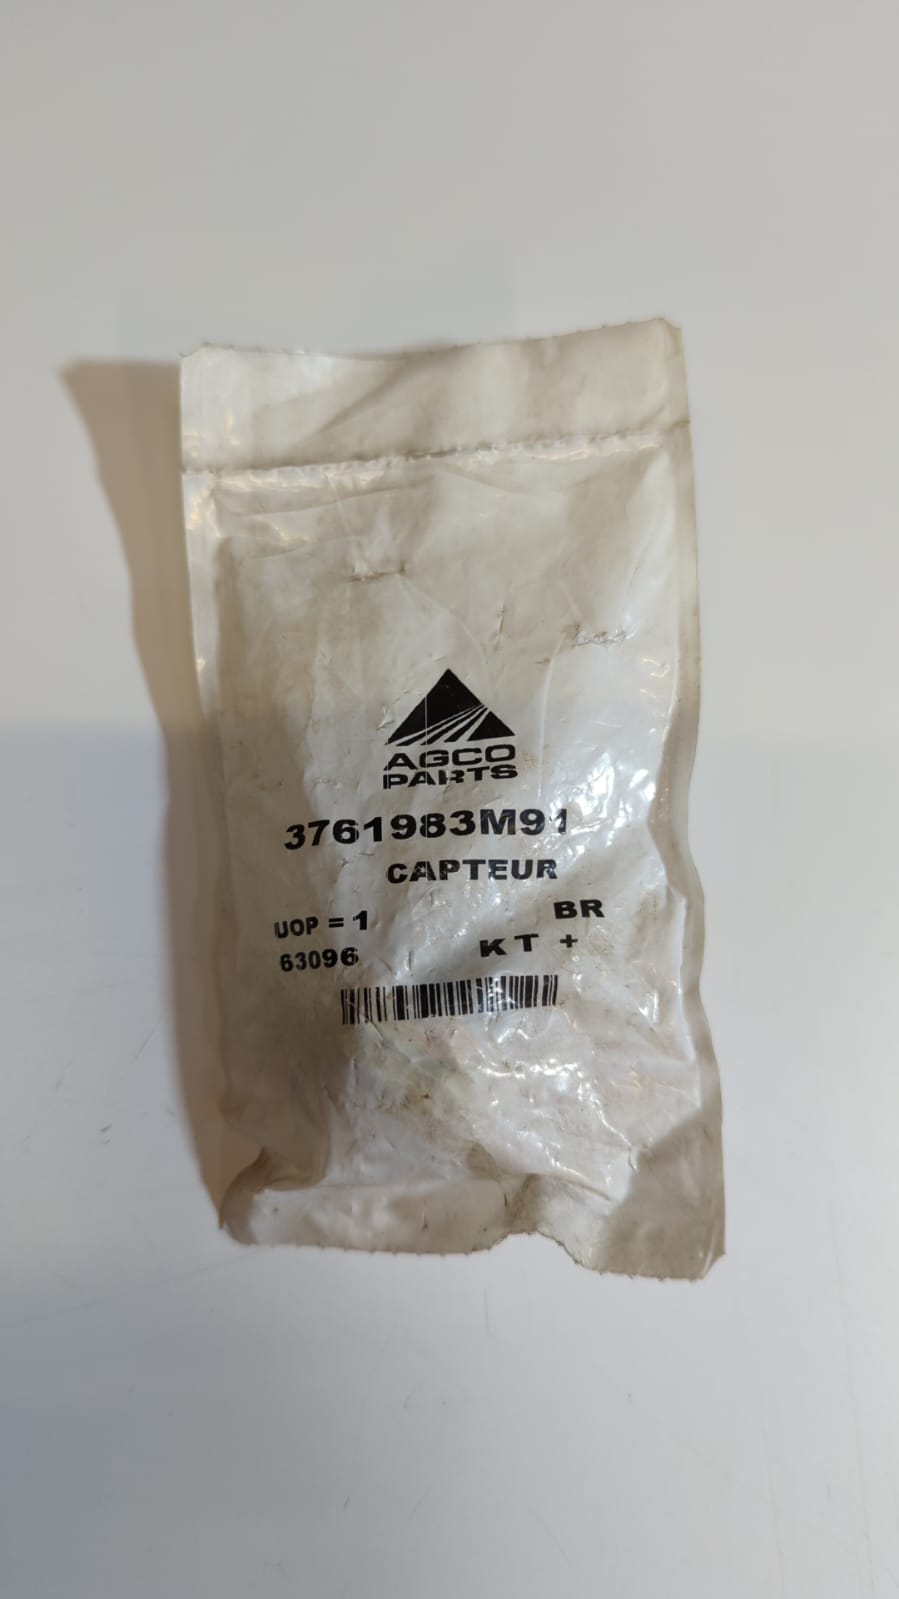 AGCO
PARTS
3761983M91
CAPTEUR
UOP = 1 BR
63096 KT +